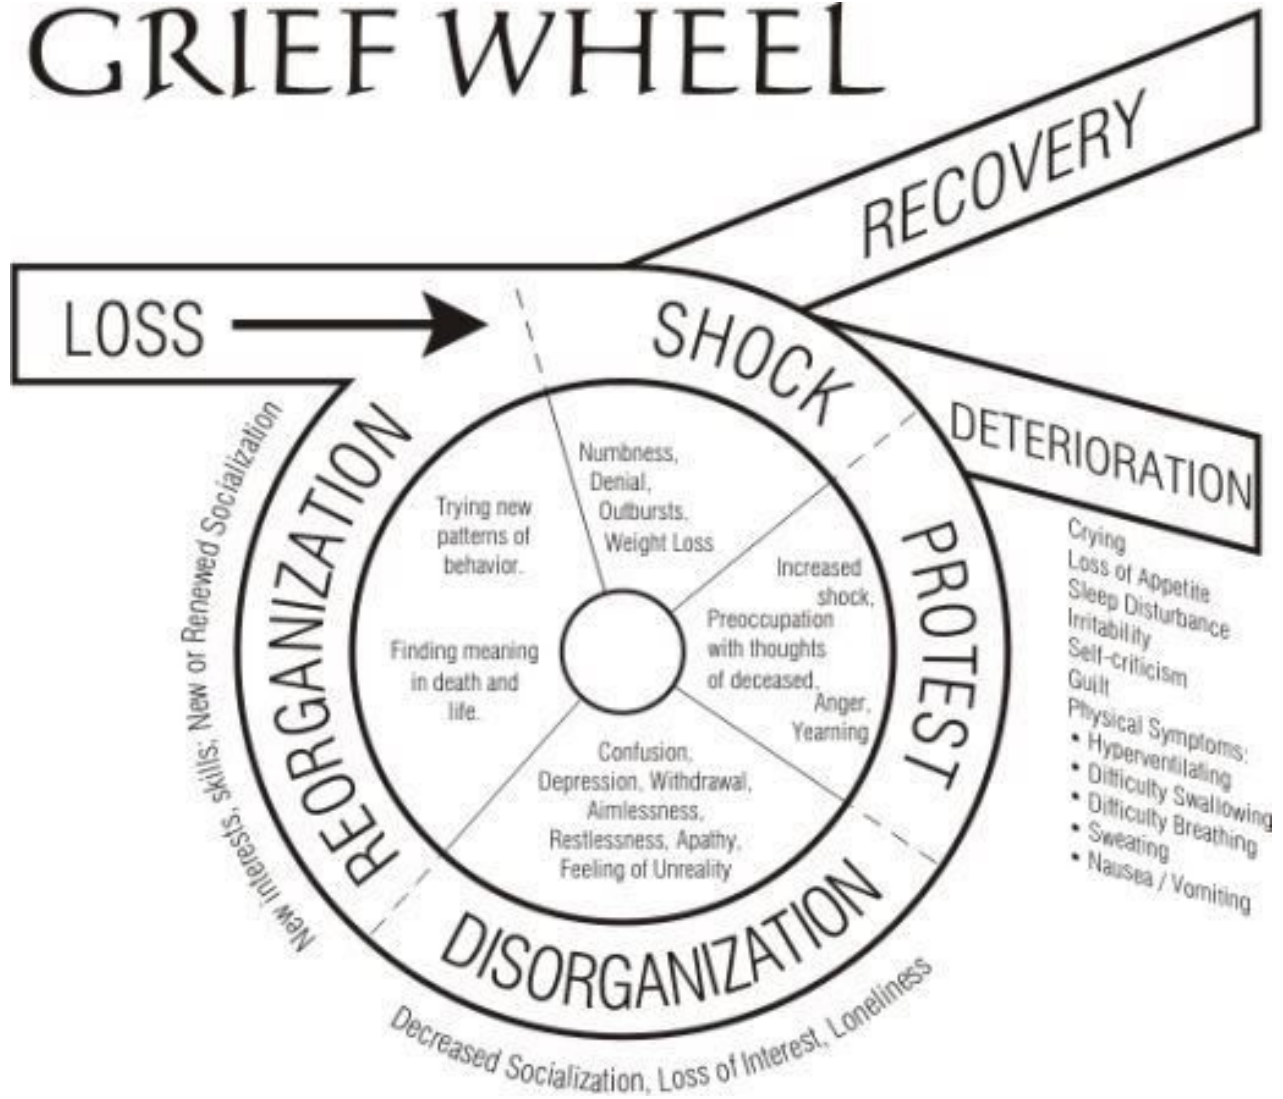 GRIEF WHEEL
RECOVERY
LOSS
SHOCK
DETERIORATION
PROTEST
DISORGANIZATION
REORGANIZATION
Numbness,
Denial,
Outbursts,
Weight Loss
Increased
shock,
Preoccupation
with thoughts
of deceased,
Anger,
Yearning
Confusion,
Depression, Withdrawal,
Aimlessness,
Restlessness, Apathy,
Feeling of Unreality
Trying new
patterns of
behavior.
Finding meaning
in death and
life.
Crying
Loss of Appetite
Sleep Disturbance
Irritability
Self-criticism
Guilt
Physical Symptoms:
• Hyperventilating
• Difficulty Swallowing
• Difficulty Breathing
• Sweating
• Nausea / Vomiting
Decreased Socialization, Loss of Interest, Loneliness
New Interests, skills; New or Renewed Socialization